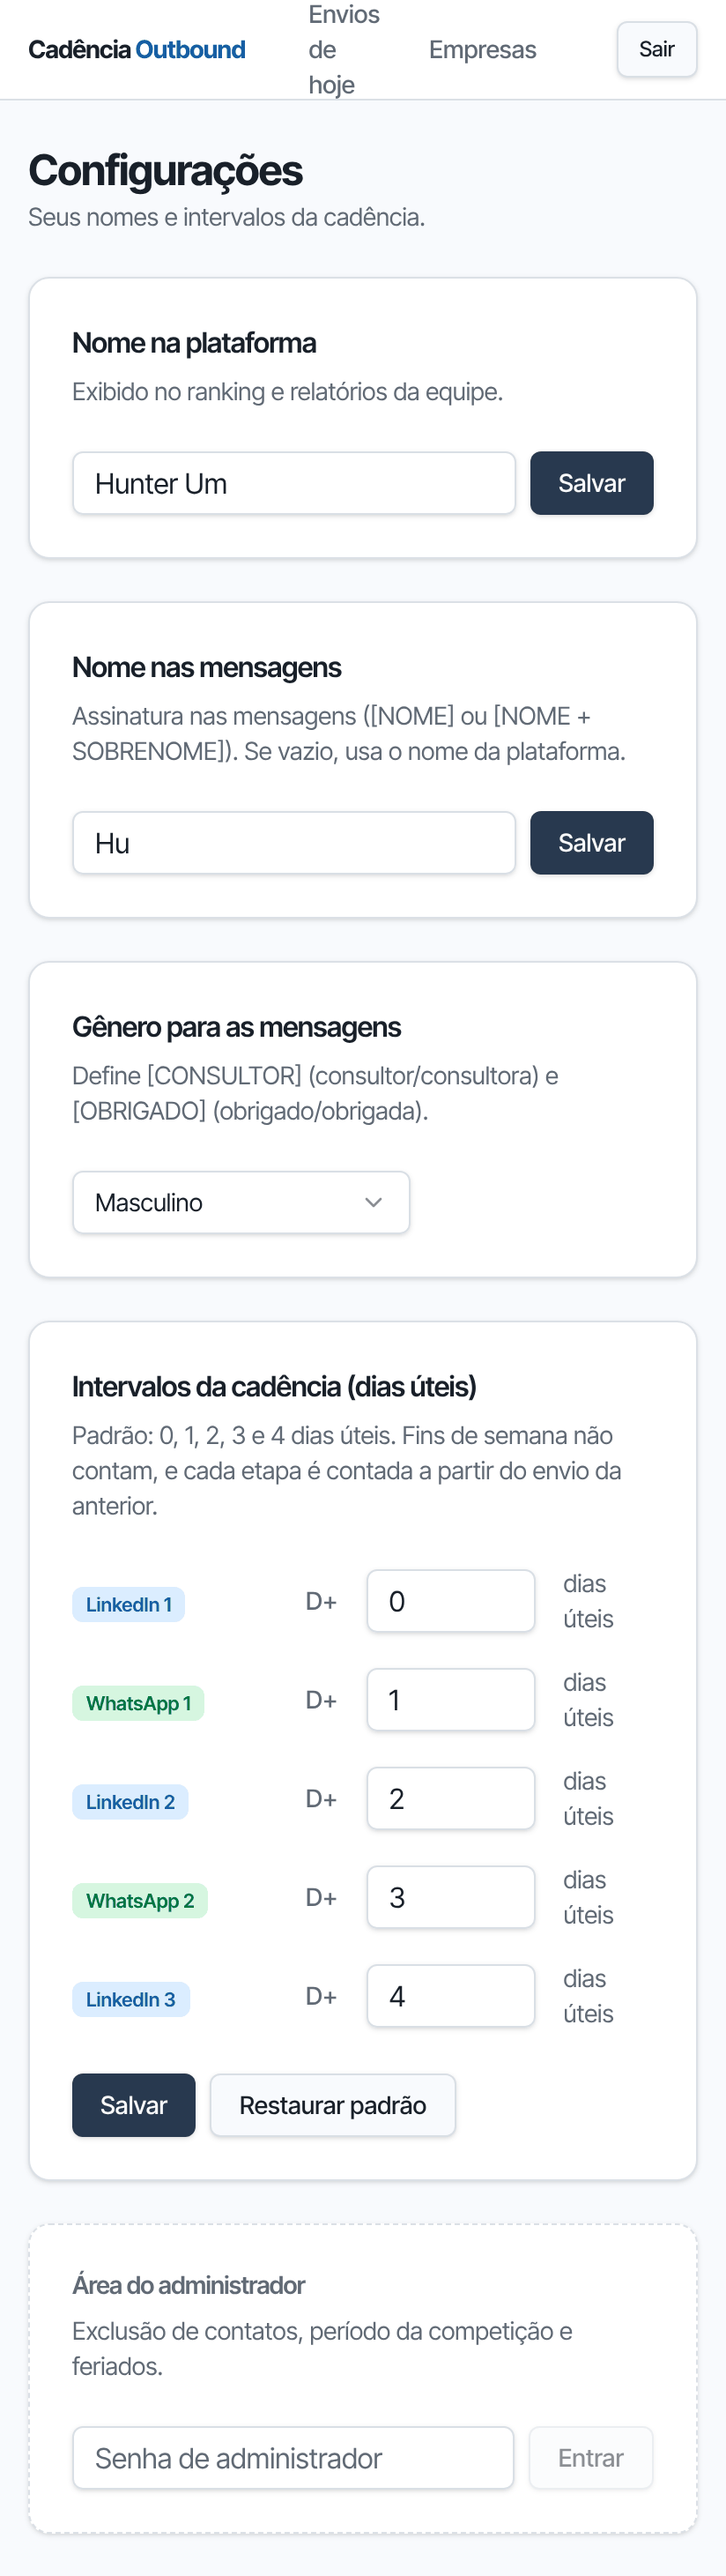 Cadência Outbound
Envios
de
hoje
Empresas
Sair
Configurações
Seus nomes e intervalos da cadência.
Nome na plataforma
Exibido no ranking e relatórios da equipe.
Hunter Um
Salvar
Nome nas mensagens
Assinatura nas mensagens ([NOME] ou [NOME +
SOBRENOME]). Se vazio, usa o nome da plataforma.
Hu
Salvar
Gênero para as mensagens
Define [CONSULTOR] (consultor/consultora) e
[OBRIGADO] (obrigado/obrigada).
Masculino
Intervalos da cadência (dias úteis)
Padrão: 0, 1, 2, 3 e 4 dias úteis. Fins de semana não
contam, e cada etapa é contada a partir do envio da
anterior.
LinkedIn 1 D+ 0 dias
úteis
WhatsApp 1 D+ 1 dias
úteis
LinkedIn 2 D+ 2 dias
úteis
WhatsApp 2 D+ 3 dias
úteis
LinkedIn 3 D+ 4 dias
úteis
Salvar Restaurar padrão
Área do administrador
Exclusão de contatos, período da competição e
feriados.
Senha de administrador Entrar